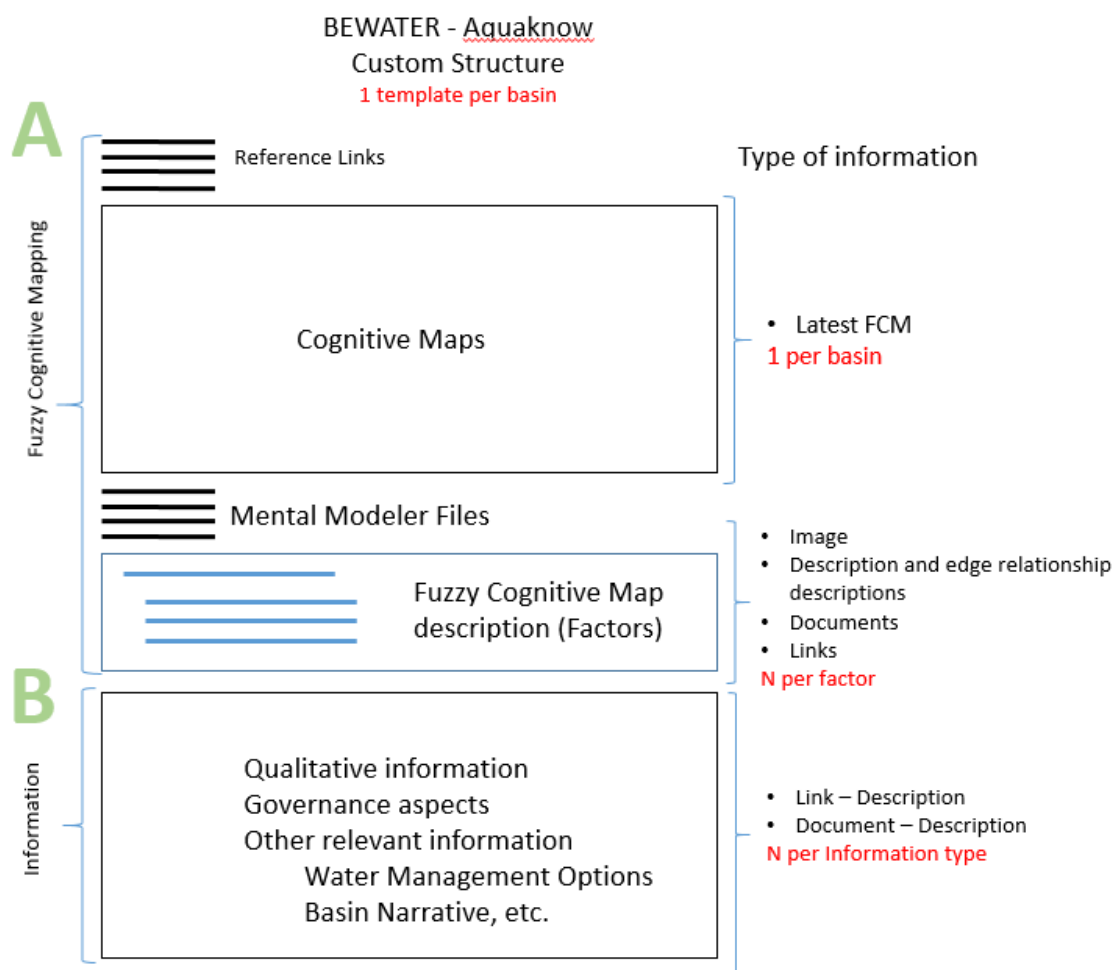 BEWATER - Aquaknow
Custom Structure
1 template per basin
A
Reference Links
Type of information
Fuzzy Cognitive Mapping
Cognitive Maps
• Latest FCM
1 per basin
Mental Modeler Files
• Image
• Description and edge relationship
descriptions
• Documents
• Links
N per factor
Fuzzy Cognitive Map
description (Factors)
B
Information
Qualitative information
Governance aspects
Other relevant information
Water Management Options
Basin Narrative, etc.
• Link – Description
• Document – Description
N per Information type